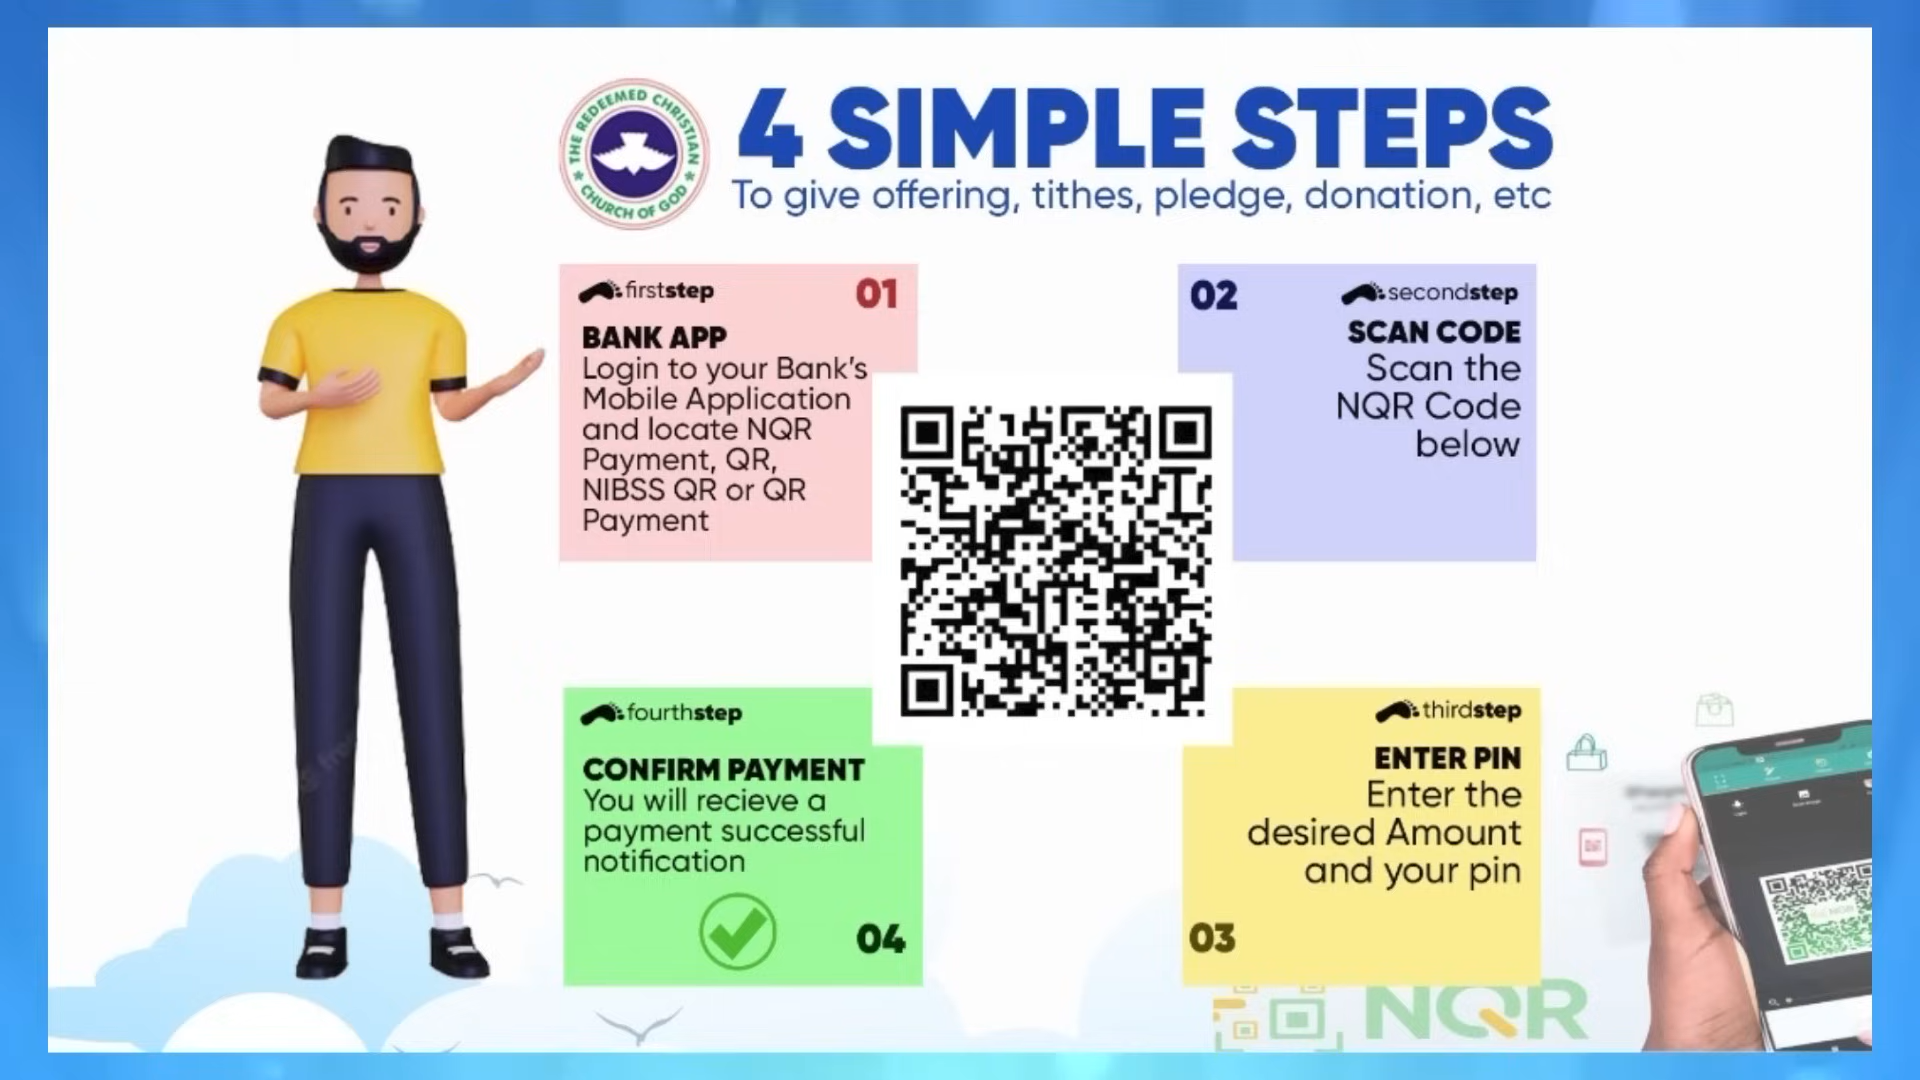 THE REDEEMED CHRISTIAN
CHURCH OF GOD
4 SIMPLE STEPS
To give offering, tithes, pledge, donation, etc
firststep
01
BANK APP
Login to your Bank's
Mobile Application
and locate NQR
Payment, QR,
NIBSS QR or QR
Payment
02
secondstep
SCAN CODE
Scan the
NQR Code
below
thirdstep
ENTER PIN
Enter the
desired Amount
and your pin
03
fourthstep
CONFIRM PAYMENT
You will recieve a
payment successful
notification
04
NQR